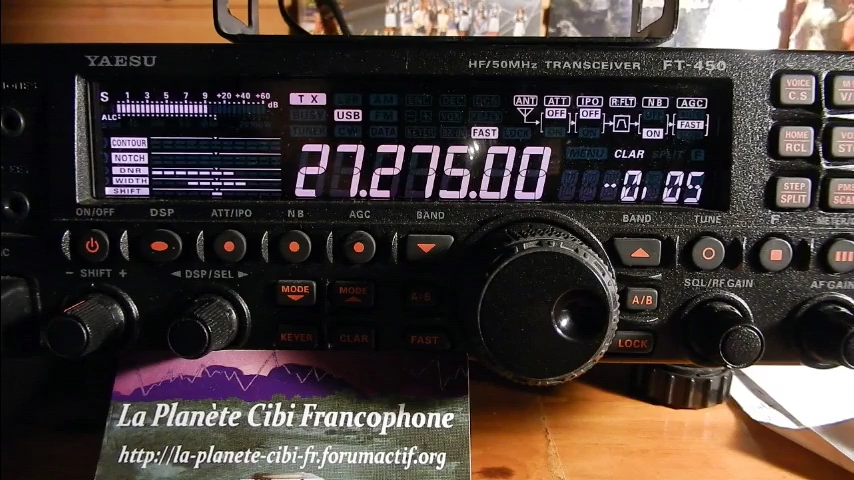 YAESU HF/50MHz TRANSCEIVER FT-450
S 1 3 5 7 9 +20 +40 +60 dB
ALC
TX
USB
FAST
ANT ATT IPO R.FLT NB AGC
OFF OFF ON FAST
CONTOUR
NOTCH
DNR
WIDTH
SHIFT
27.275.00
MENU CLAR SPLIT F
-0.05
VOICE C.S
HOME RCL
STEP SPLIT
ON/OFF DSP ATT/IPO NB AGC BAND BAND TUNE F
− SHIFT + ◄ DSP/SEL ►
MODE MODE A=B
A/B
SQL/RF GAIN AF GAIN
KEYER CLAR FAST LOCK
La Planète Cibi Francophone
http://la-planete-cibi-fr.forumactif.org